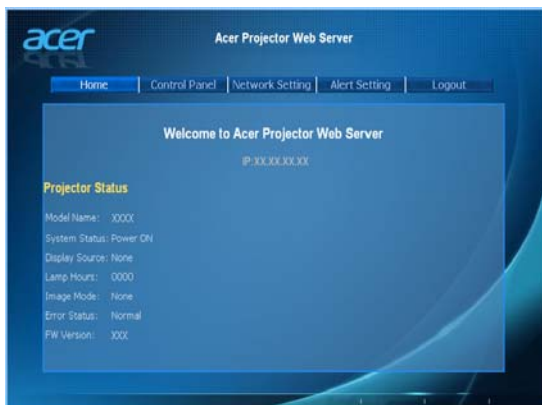 acer
Acer Projector Web Server
Home Control Panel Network Setting Alert Setting Logout
Welcome to Acer Projector Web Server
IP:XX.XX.XX.XX
Projector Status
Model Name: XXXX
System Status: Power ON
Display Source: None
Lamp Hours: 0000
Image Mode: None
Error Status: Normal
FW Version: XXX